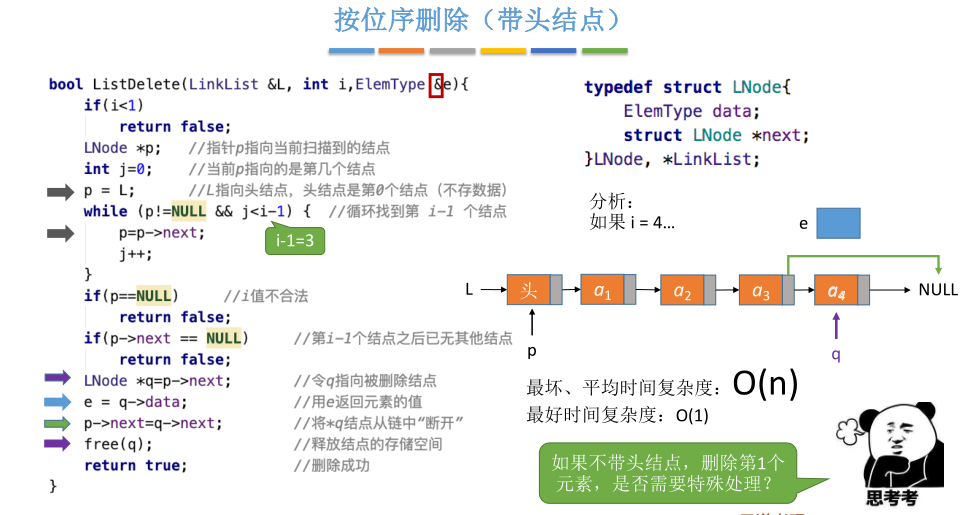 按位序删除（带头结点）
bool ListDelete(LinkList &L, int i,ElemType &e){
if(i<1)
return false;
LNode *p; //指针p指向当前扫描到的结点
int j=0; //当前p指向的是第几个结点
p = L; //L指向头结点，头结点是第0个结点（不存数据）
while (p!=NULL && j<i-1) { //循环找到第 i-1 个结点
p=p->next;
j++;
}
i-1=3
if(p==NULL) //i值不合法
return false;
if(p->next == NULL) //第i-1个结点之后已无其他结点
return false;
LNode *q=p->next; //令q指向被删除结点
e = q->data; //用e返回元素的值
p->next=q->next; //将*q结点从链中“断开”
free(q); //释放结点的存储空间
return true; //删除成功
}
typedef struct LNode{
ElemType data;
struct LNode *next;
}LNode, *LinkList;
分析：
如果 i = 4…
e
L 头 a1 a2 a3 a4 NULL
p q
最坏、平均时间复杂度：O(n)
最好时间复杂度：O(1)
如果不带头结点，删除第1个
元素，是否需要特殊处理？
思考考